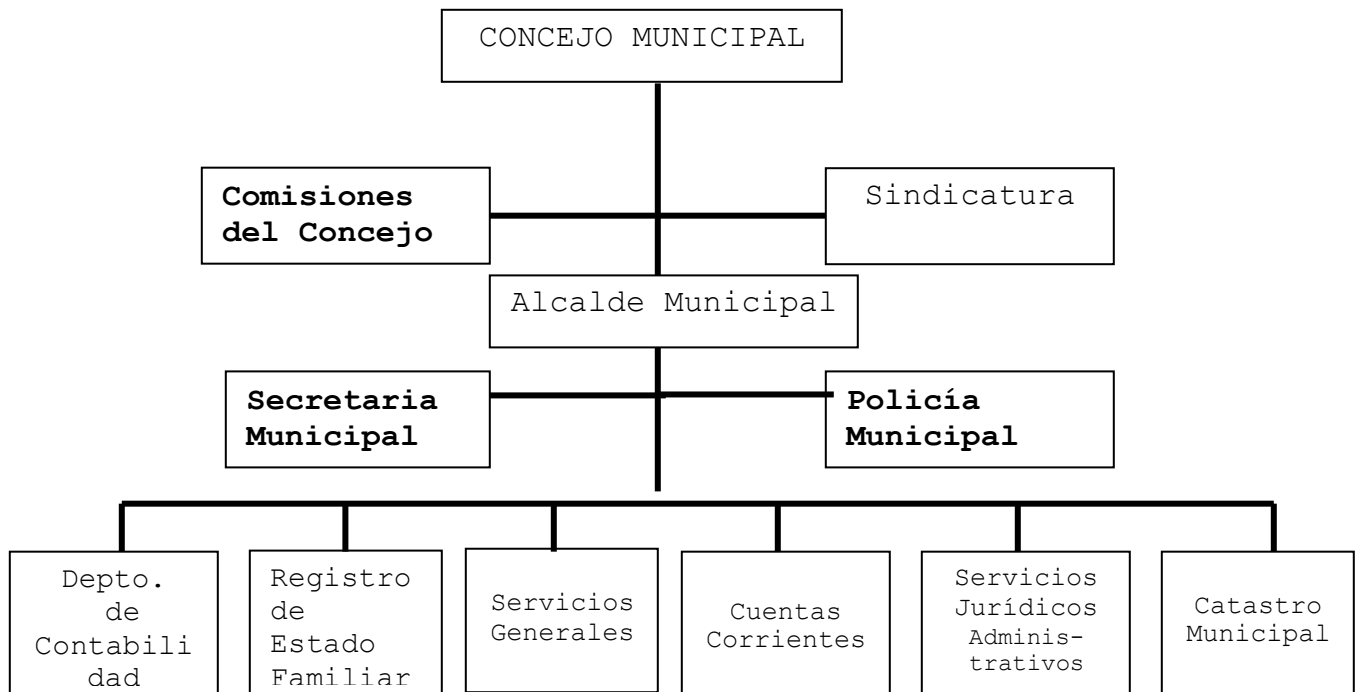 CONCEJO MUNICIPAL
Comisiones
del Concejo
Sindicatura
Alcalde Municipal
Secretaria
Municipal
Policía
Municipal
Depto.
de
Contabili
dad
Registro
de
Estado
Familiar
Servicios
Generales
Cuentas
Corrientes
Servicios
Jurídicos
Adminis-
trativos
Catastro
Municipal